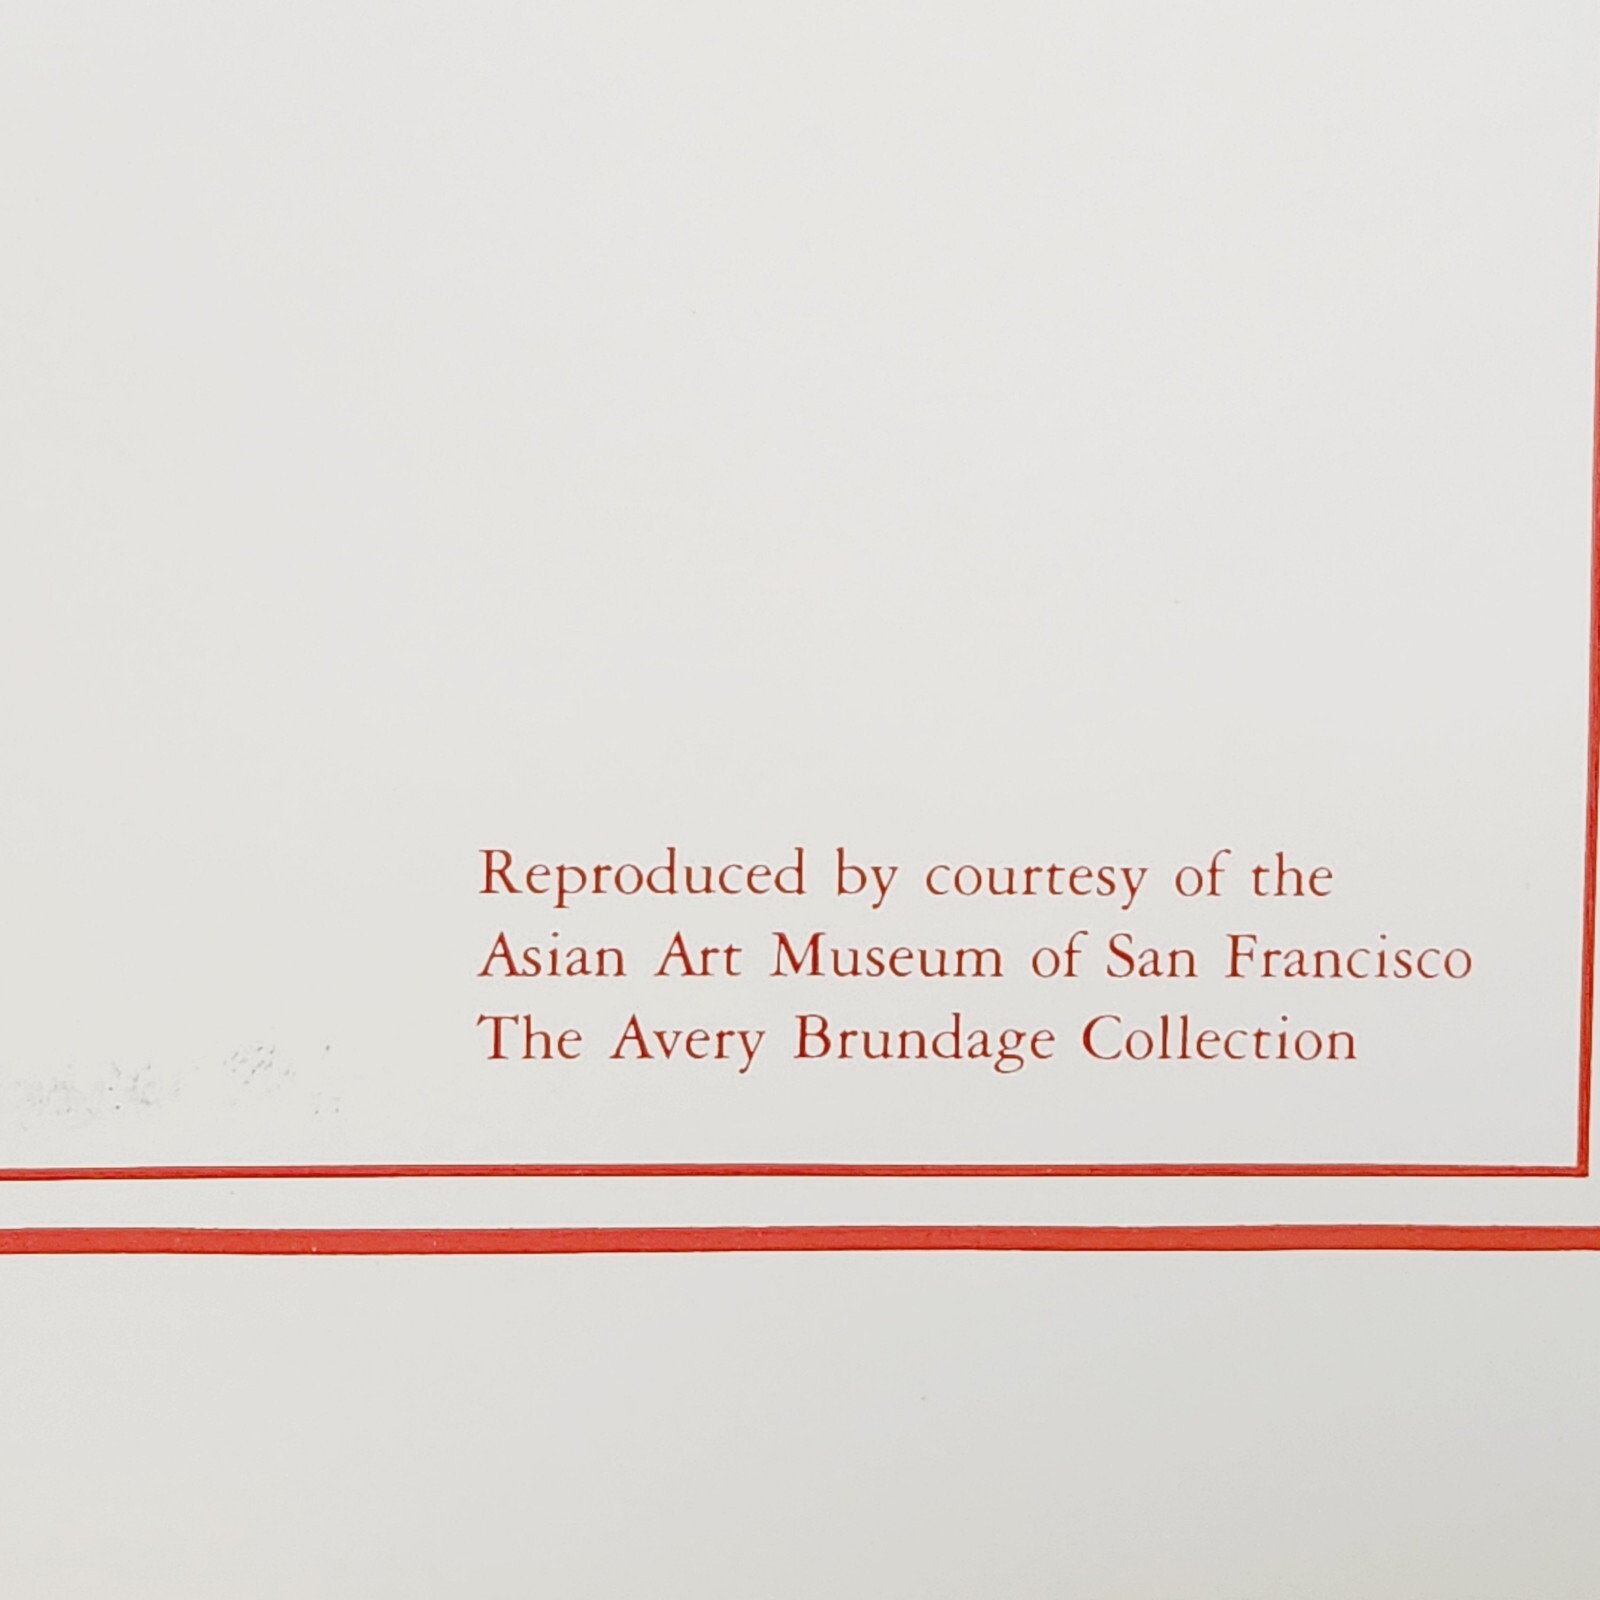 Reproduced by courtesy of the
Asian Art Museum of San Francisco
The Avery Brundage Collection